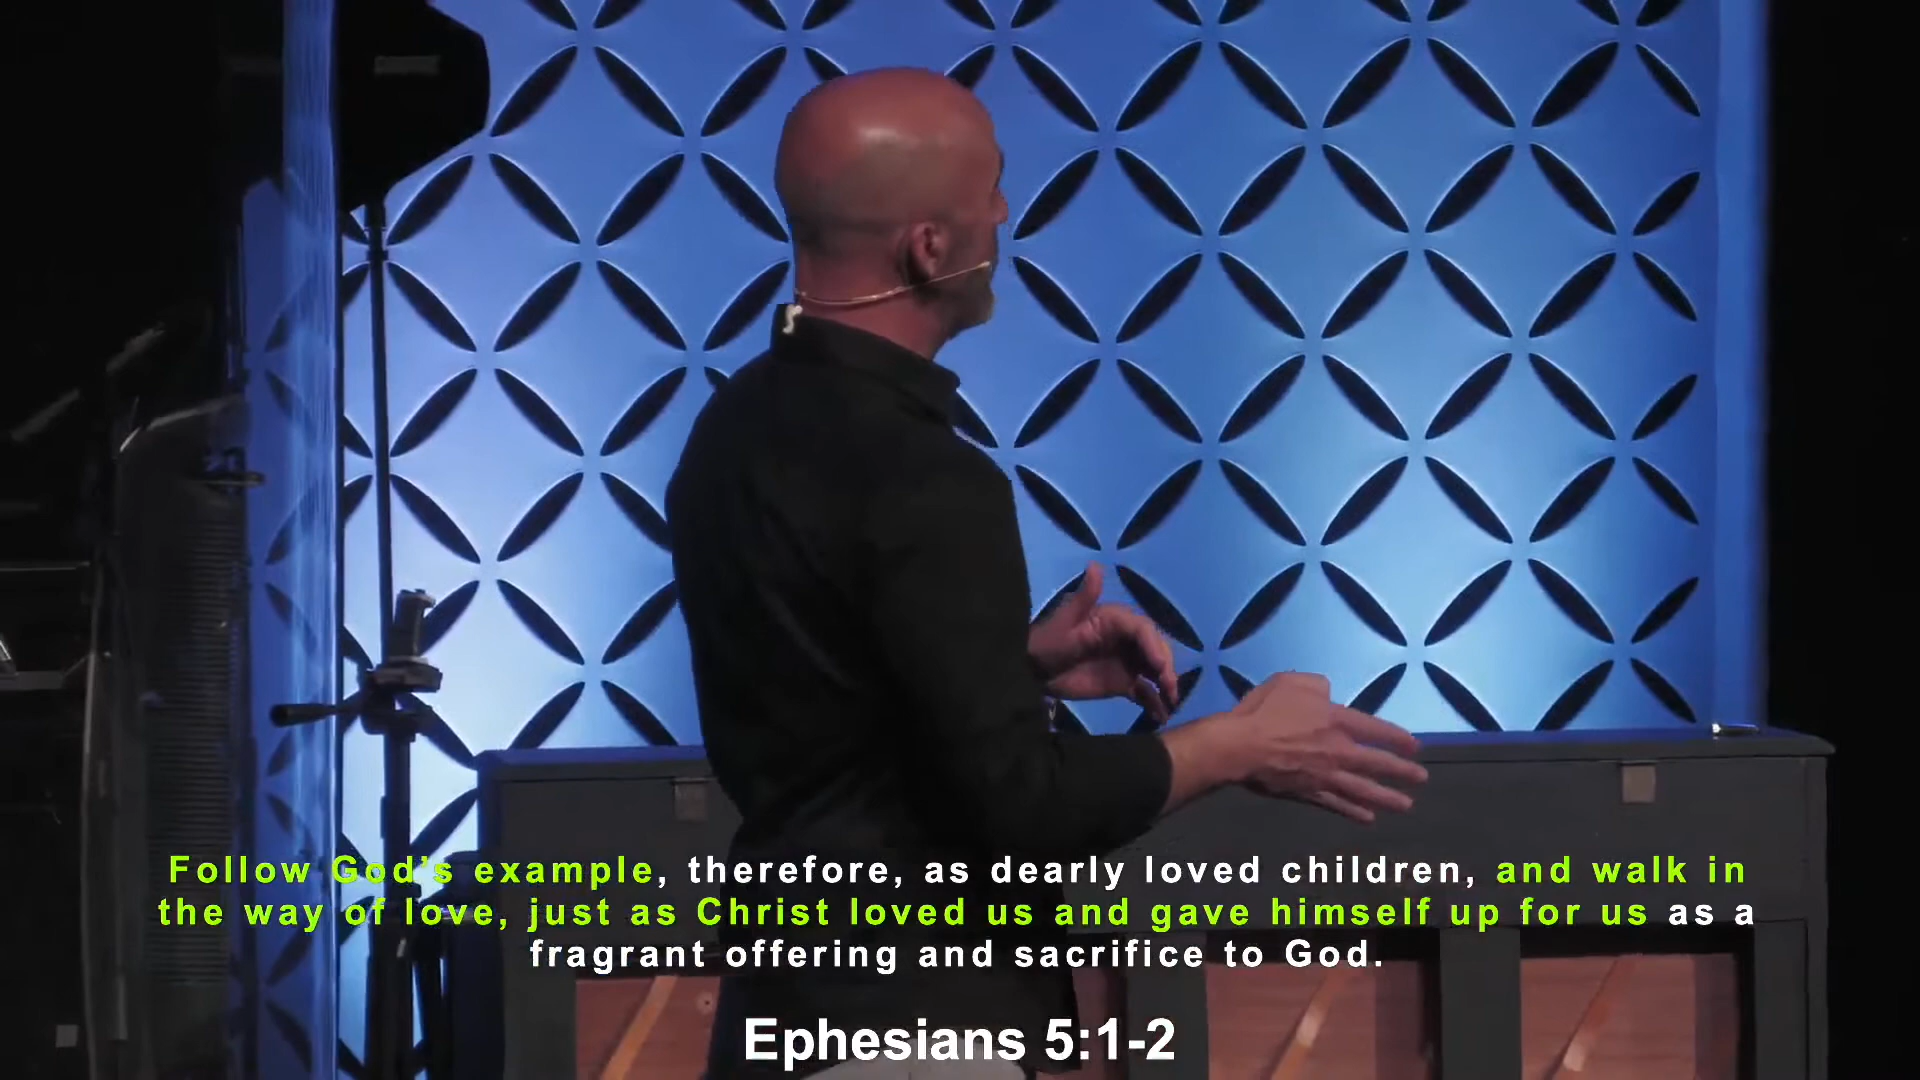 Follow God's example, therefore, as dearly loved children, and walk in
the way of love, just as Christ loved us and gave himself up for us as a
fragrant offering and sacrifice to God.
Ephesians 5:1-2